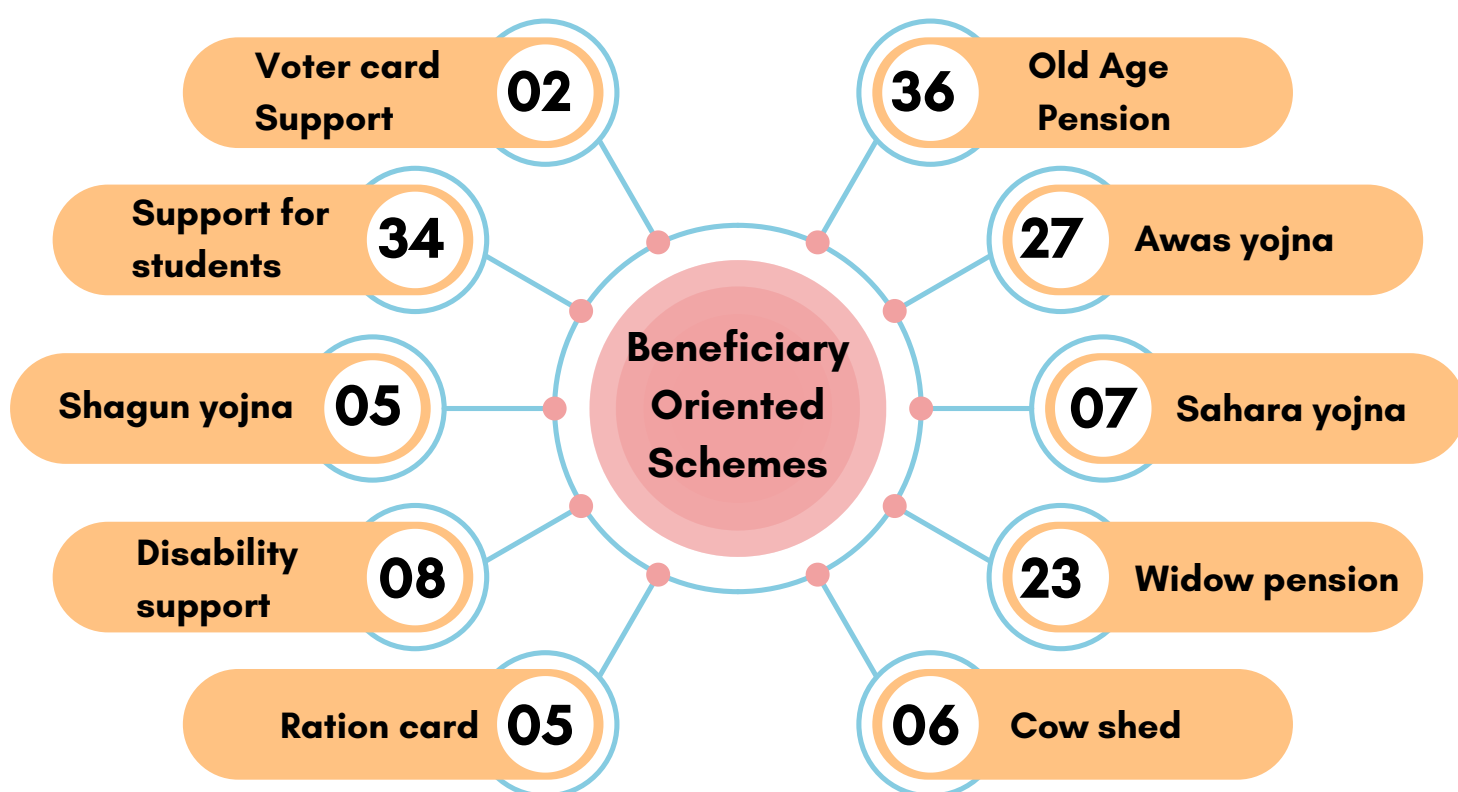 Voter card
Support
02
36
Old Age
Pension
Support for
students
34
27
Awas yojna
Beneficiary
Oriented
Schemes
Shagun yojna
05
07
Sahara yojna
Disability
support
08
23
Widow pension
Ration card
05
06
Cow shed